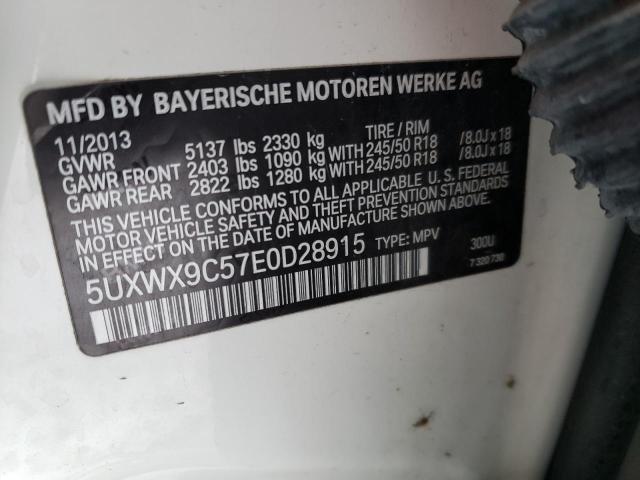 MFD BY BAYERISCHE MOTOREN WERKE AG
11/2013 TIRE / RIM
GVWR 5137 lbs 2330 kg
GAWR FRONT 2403 lbs 1090 kg WITH 245/50 R18 /8.0J x 18
GAWR REAR 2822 lbs 1280 kg WITH 245/50 R18 /8.0J x 18
THIS VEHICLE CONFORMS TO ALL APPLICABLE U.S. FEDERAL
MOTOR VEHICLE SAFETY AND THEFT PREVENTION STANDARDS
IN EFFECT ON THE DATE OF MANUFACTURE SHOWN ABOVE.
5UXWX9C57E0D28915 TYPE: MPV 300U
7 320 730